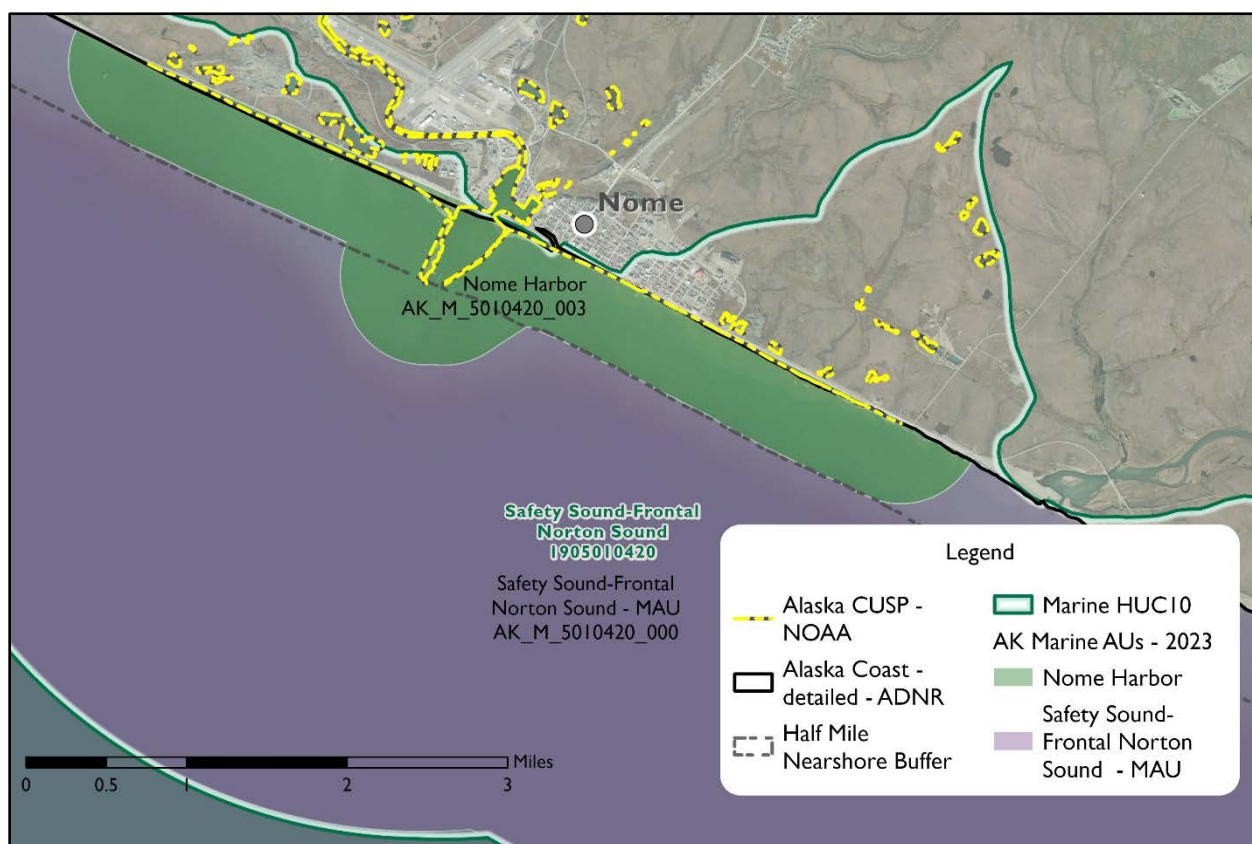 Nome
Nome Harbor
AK_M_5010420_003
Safety Sound-Frontal
Norton Sound
1905010420
Safety Sound-Frontal
Norton Sound - MAU
AK_M_5010420_000
Legend
Alaska CUSP -
NOAA
Alaska Coast -
detailed - ADNR
Half Mile
Nearshore Buffer
Marine HUC10
AK Marine AUs - 2023
Nome Harbor
Safety Sound-
Frontal Norton
Sound - MAU
Miles
0 0.5 1 2 3